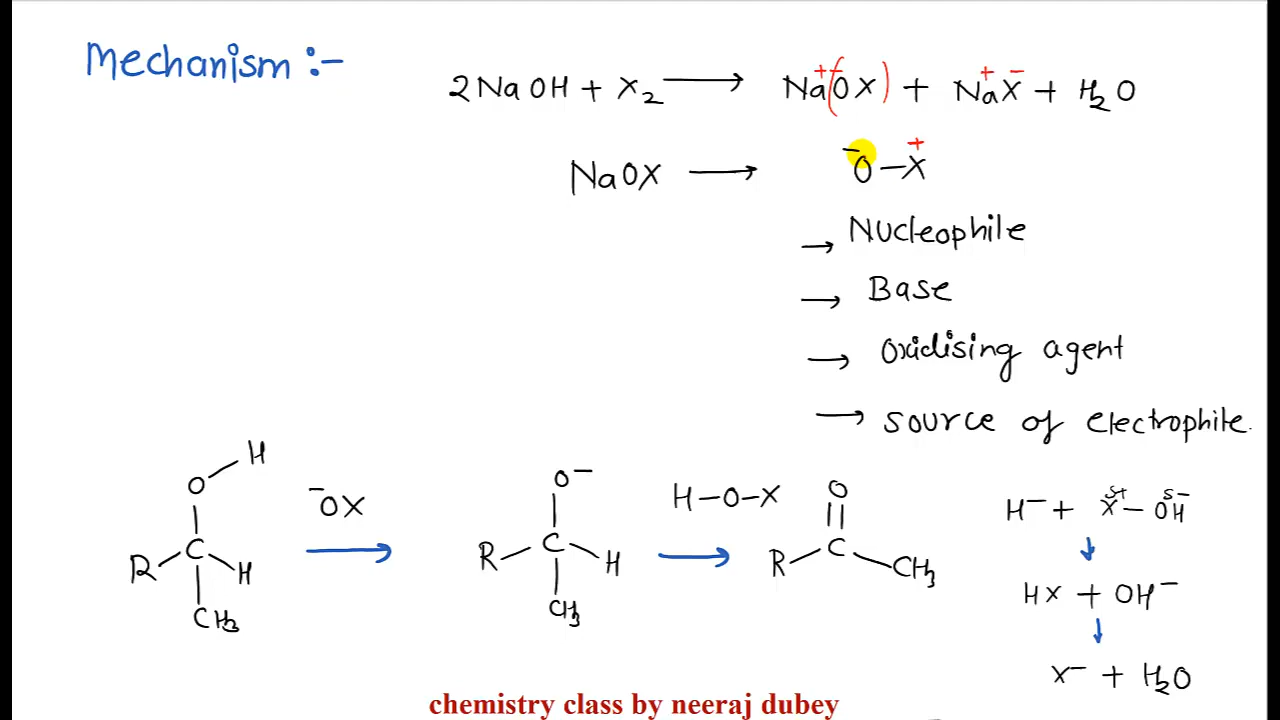 Mechanism :-
2NaOH + X₂ ⟶ Na⁺(⁻OX) + Na⁺X⁻ + H₂O
NaOX ⟶ ⁻O–X⁺
→ Nucleophile
→ Base
→ Oxidising agent
→ source of electrophile.
O–H
R–C–H
CH₃
⁻OX
⟶
O⁻
R–C–H
CH₃
H–O–X
⟶
O
R–C–CH₃
H⁻ + X^δ+–OH^δ−
↓
HX + OH⁻
↓
X⁻ + H₂O
chemistry class by neeraj dubey